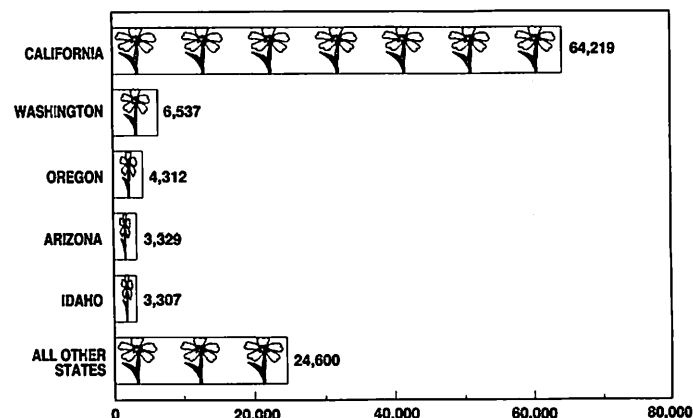 CALIFORNIA 64,219
WASHINGTON 6,537
OREGON 4,312
ARIZONA 3,329
IDAHO 3,307
ALL OTHER
STATES 24,600
0 20,000 40,000 60,000 80,000